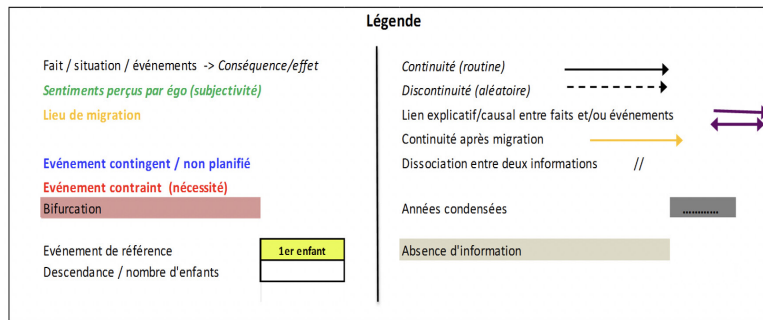 Légende
Fait / situation / événements -> Conséquence/effet
Sentiments perçus par égo (subjectivité)
Lieu de migration
Evénement contingent / non planifié
Evénement contraint (nécessité)
Bifurcation
Evénement de référence 1er enfant
Descendance / nombre d'enfants
Continuité (routine)
Discontinuité (aléatoire)
Lien explicatif/causal entre faits et/ou événements
Continuité après migration
Dissociation entre deux informations //
Années condensées ............
Absence d'information